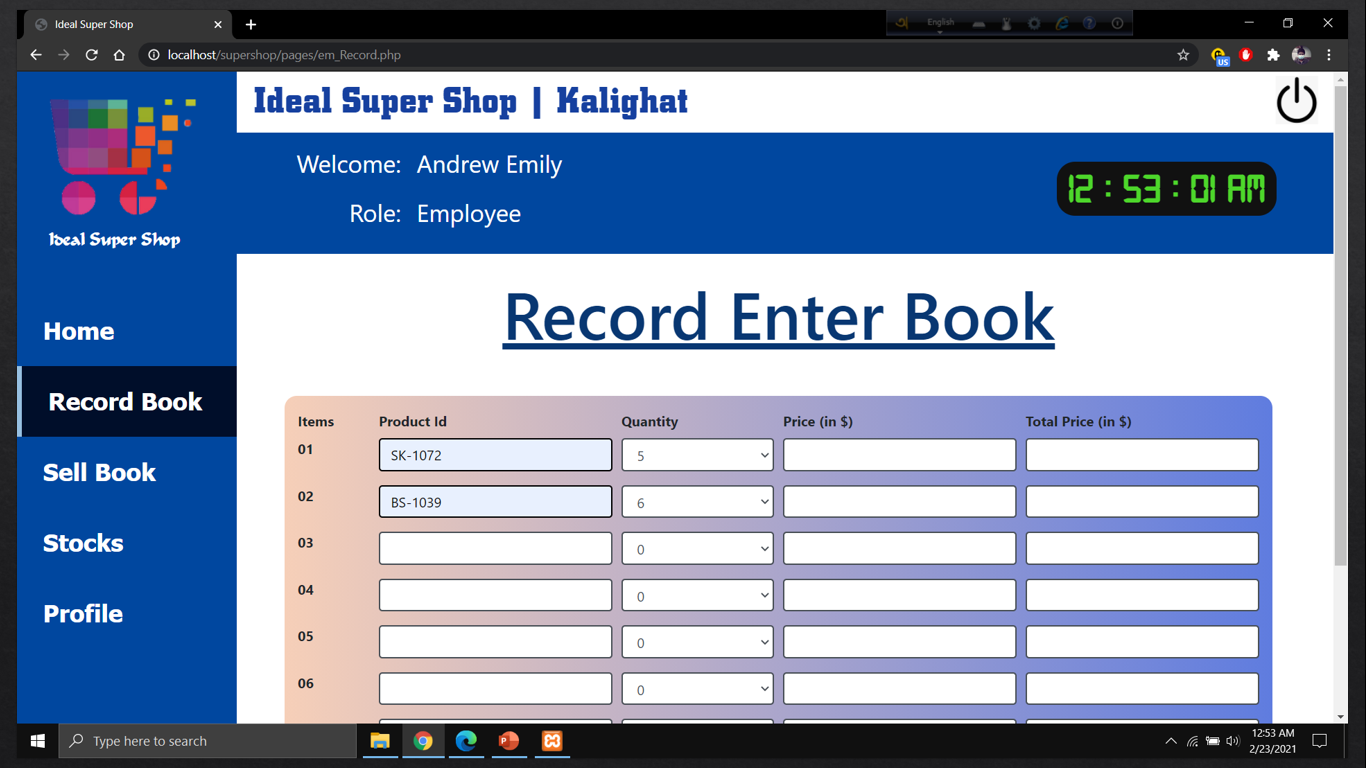 Ideal Super Shop
English
localhost/supershop/pages/em_Record.php
US
Ideal Super Shop | Kalighat
Ideal Super Shop
Welcome: Andrew Emily
Role: Employee
12 : 53 : 01 AM
Home
Record Book
Sell Book
Stocks
Profile
Record Enter Book
Items Product Id Quantity Price (in $) Total Price (in $)
01 SK-1072 5
02 BS-1039 6
03 0
04 0
05 0
06 0
Type here to search
12:53 AM
2/23/2021